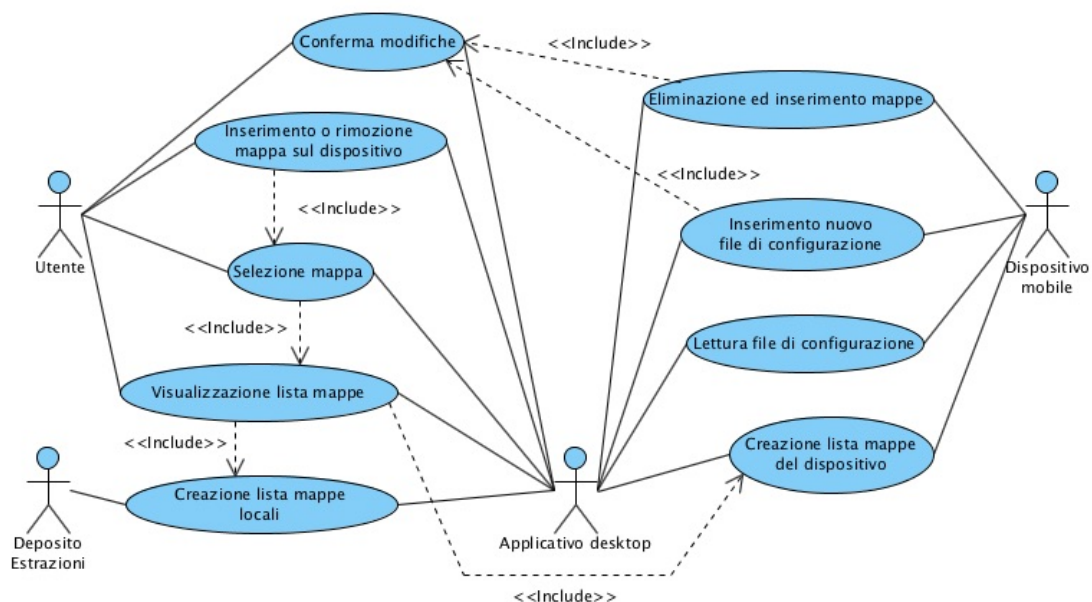 Conferma modifiche
<<Include>>
Eliminazione ed inserimento mappe
Inserimento o rimozione
mappa sul dispositivo
<<Include>>
<<Include>>
Utente
Inserimento nuovo
file di configurazione
Dispositivo
mobile
Selezione mappa
<<Include>>
Lettura file di configurazione
Visualizzazione lista mappe
<<Include>>
Creazione lista mappe
del dispositivo
Creazione lista mappe
locali
Deposito
Estrazioni
Applicativo desktop
<<Include>>